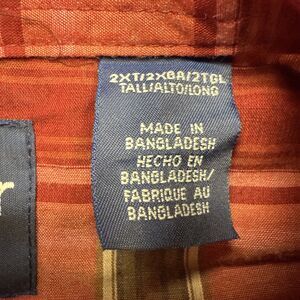 2XT/2XGA/2TGL
TALL/ALTO/LONG
MADE IN
BANGLADESH
HECHO EN
BANGLADESH/
FABRIQUE AU
BANGLADESH
r